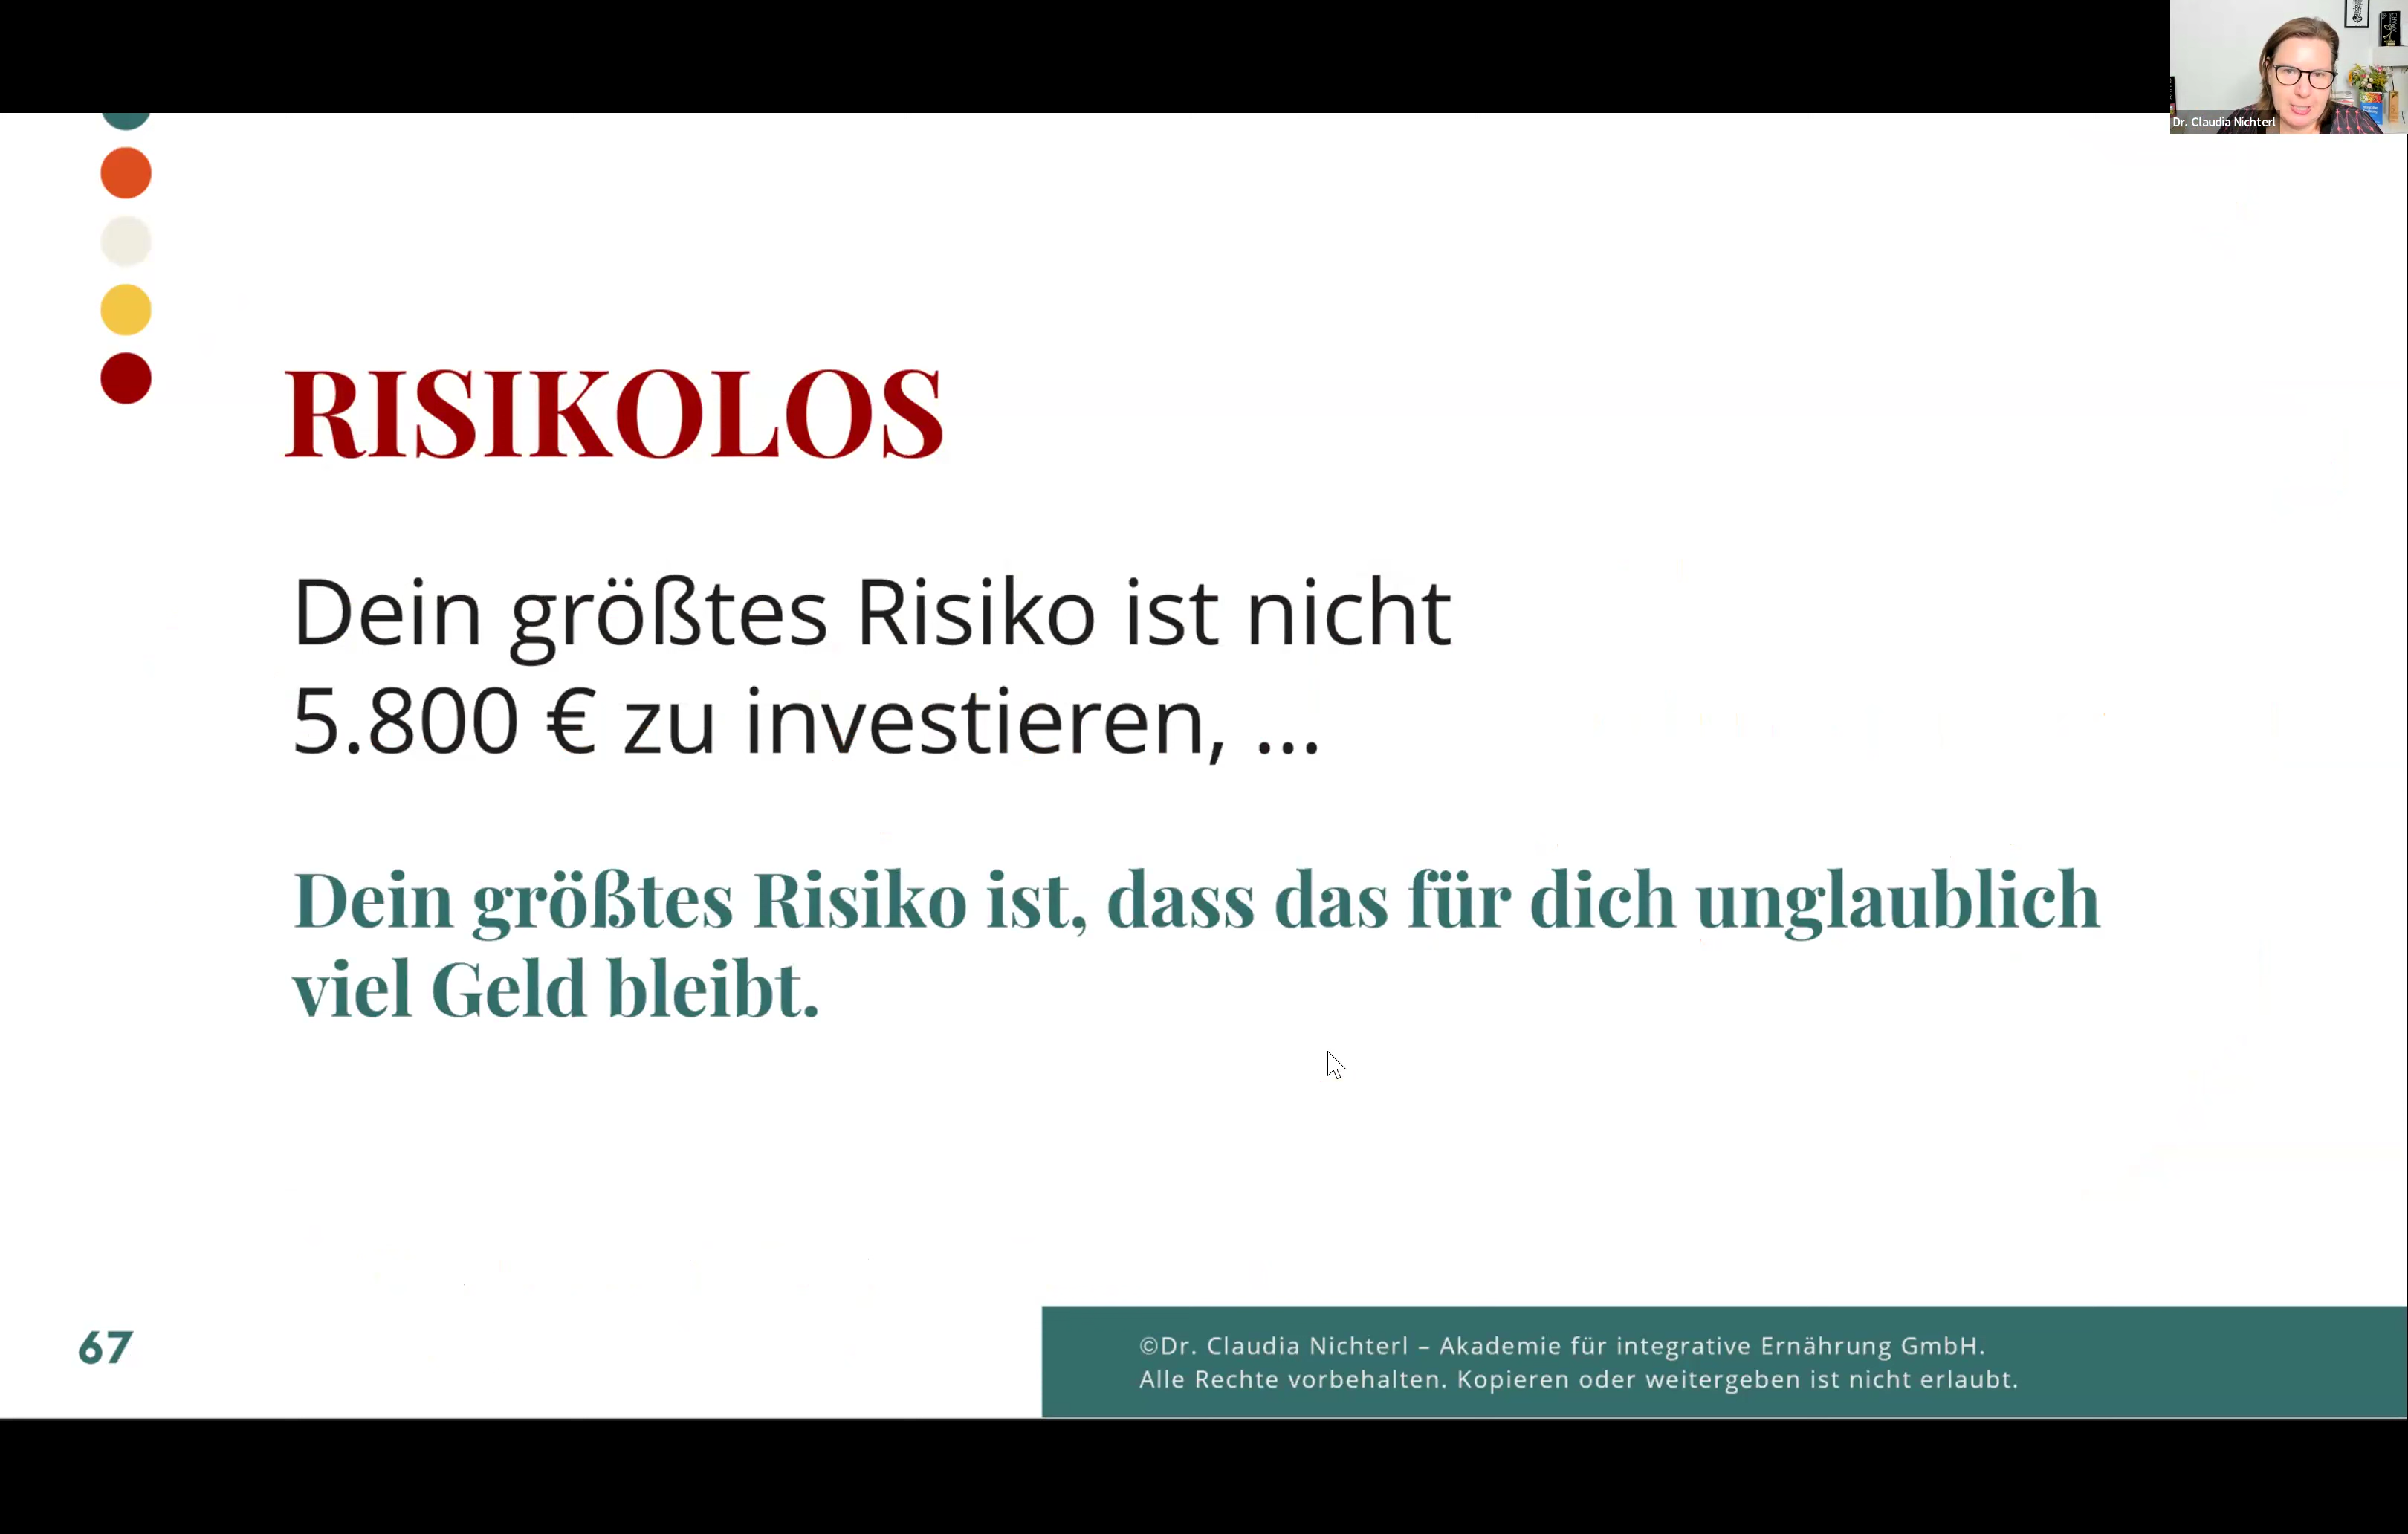 Dr. Claudia Nichterl
RISIKOLOS
Dein größtes Risiko ist nicht
5.800 € zu investieren, ...
Dein größtes Risiko ist, dass das für dich unglaublich
viel Geld bleibt.
67
©Dr. Claudia Nichterl – Akademie für integrative Ernährung GmbH.
Alle Rechte vorbehalten. Kopieren oder weitergeben ist nicht erlaubt.